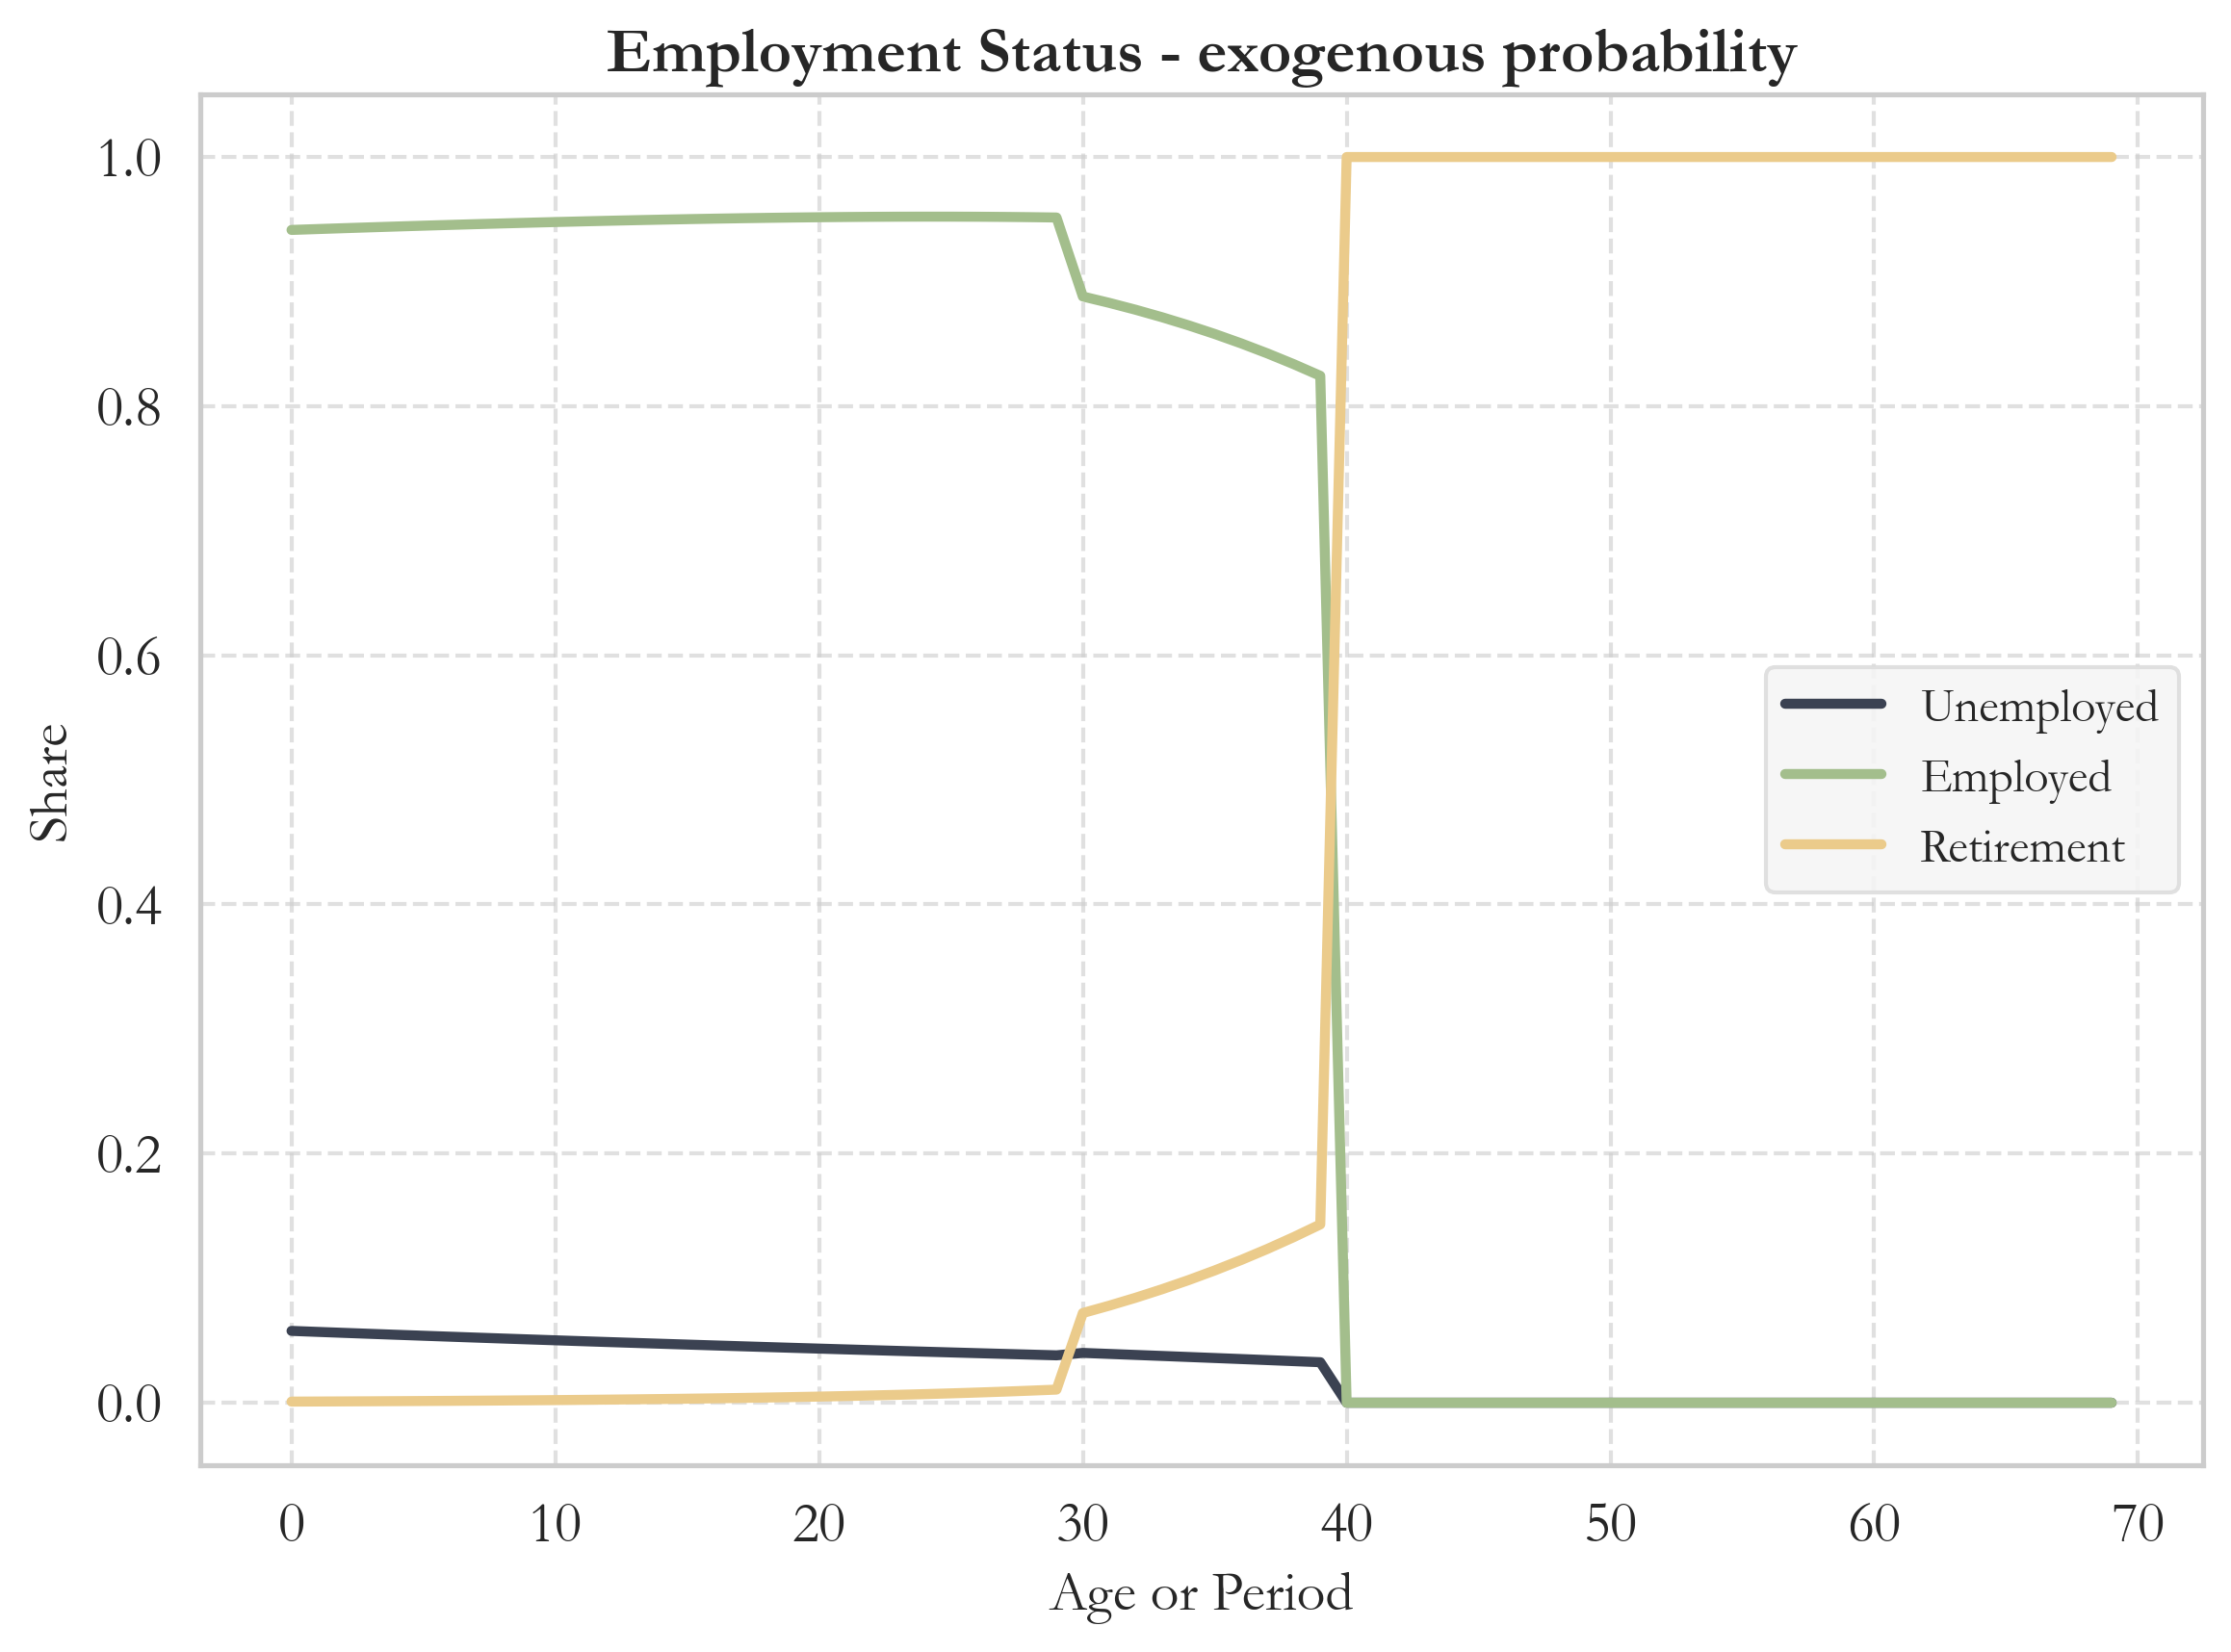 Employment Status - exogenous probability
1.0
0.8
0.6
0.4
0.2
0.0
Share
Unemployed
Employed
Retirement
0 10 20 30 40 50 60 70
Age or Period